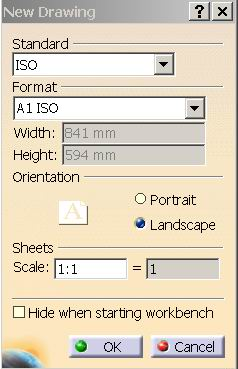 New Drawing
Standard
ISO
Format
A1 ISO
Width: 841 mm
Height: 594 mm
Orientation
A
Portrait
Landscape
Sheets
Scale: 1:1 = 1
Hide when starting workbench
OK Cancel